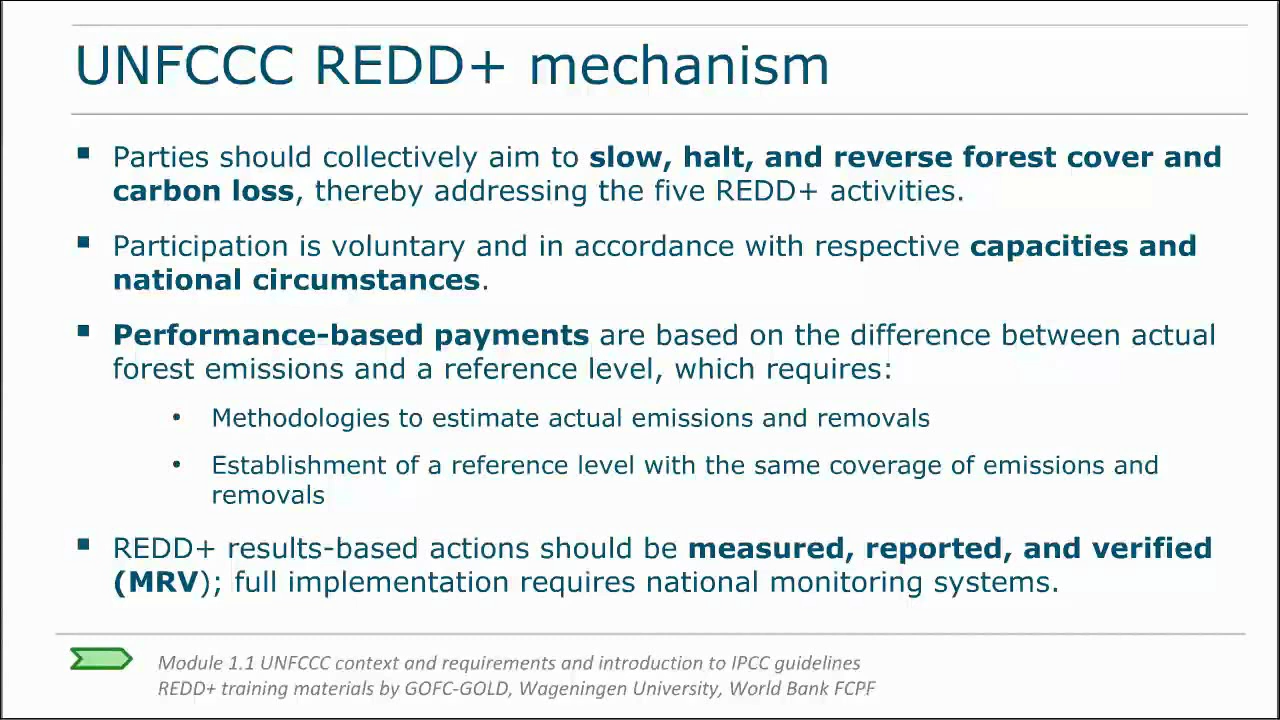 UNFCCC REDD+ mechanism
▪ Parties should collectively aim to slow, halt, and reverse forest cover and
carbon loss, thereby addressing the five REDD+ activities.
▪ Participation is voluntary and in accordance with respective capacities and
national circumstances.
▪ Performance-based payments are based on the difference between actual
forest emissions and a reference level, which requires:
• Methodologies to estimate actual emissions and removals
• Establishment of a reference level with the same coverage of emissions and
removals
▪ REDD+ results-based actions should be measured, reported, and verified
(MRV); full implementation requires national monitoring systems.
Module 1.1 UNFCCC context and requirements and introduction to IPCC guidelines
REDD+ training materials by GOFC-GOLD, Wageningen University, World Bank FCPF